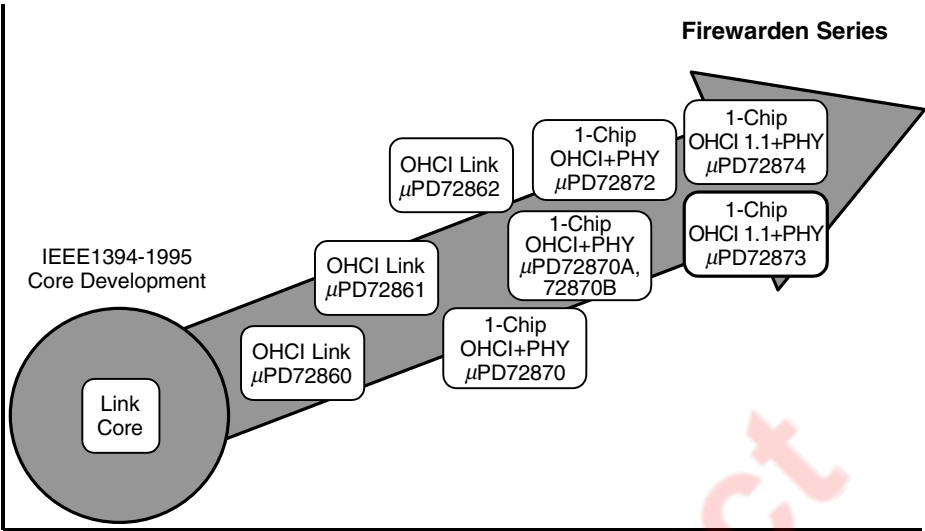 Firewarden Series
1-Chip
OHCI 1.1+PHY
μPD72874
1-Chip
OHCI+PHY
μPD72872
OHCI Link
μPD72862
1-Chip
OHCI 1.1+PHY
μPD72873
1-Chip
OHCI+PHY
μPD72870A,
72870B
IEEE1394-1995
Core Development
OHCI Link
μPD72861
1-Chip
OHCI+PHY
μPD72870
OHCI Link
μPD72860
Link
Core
ct